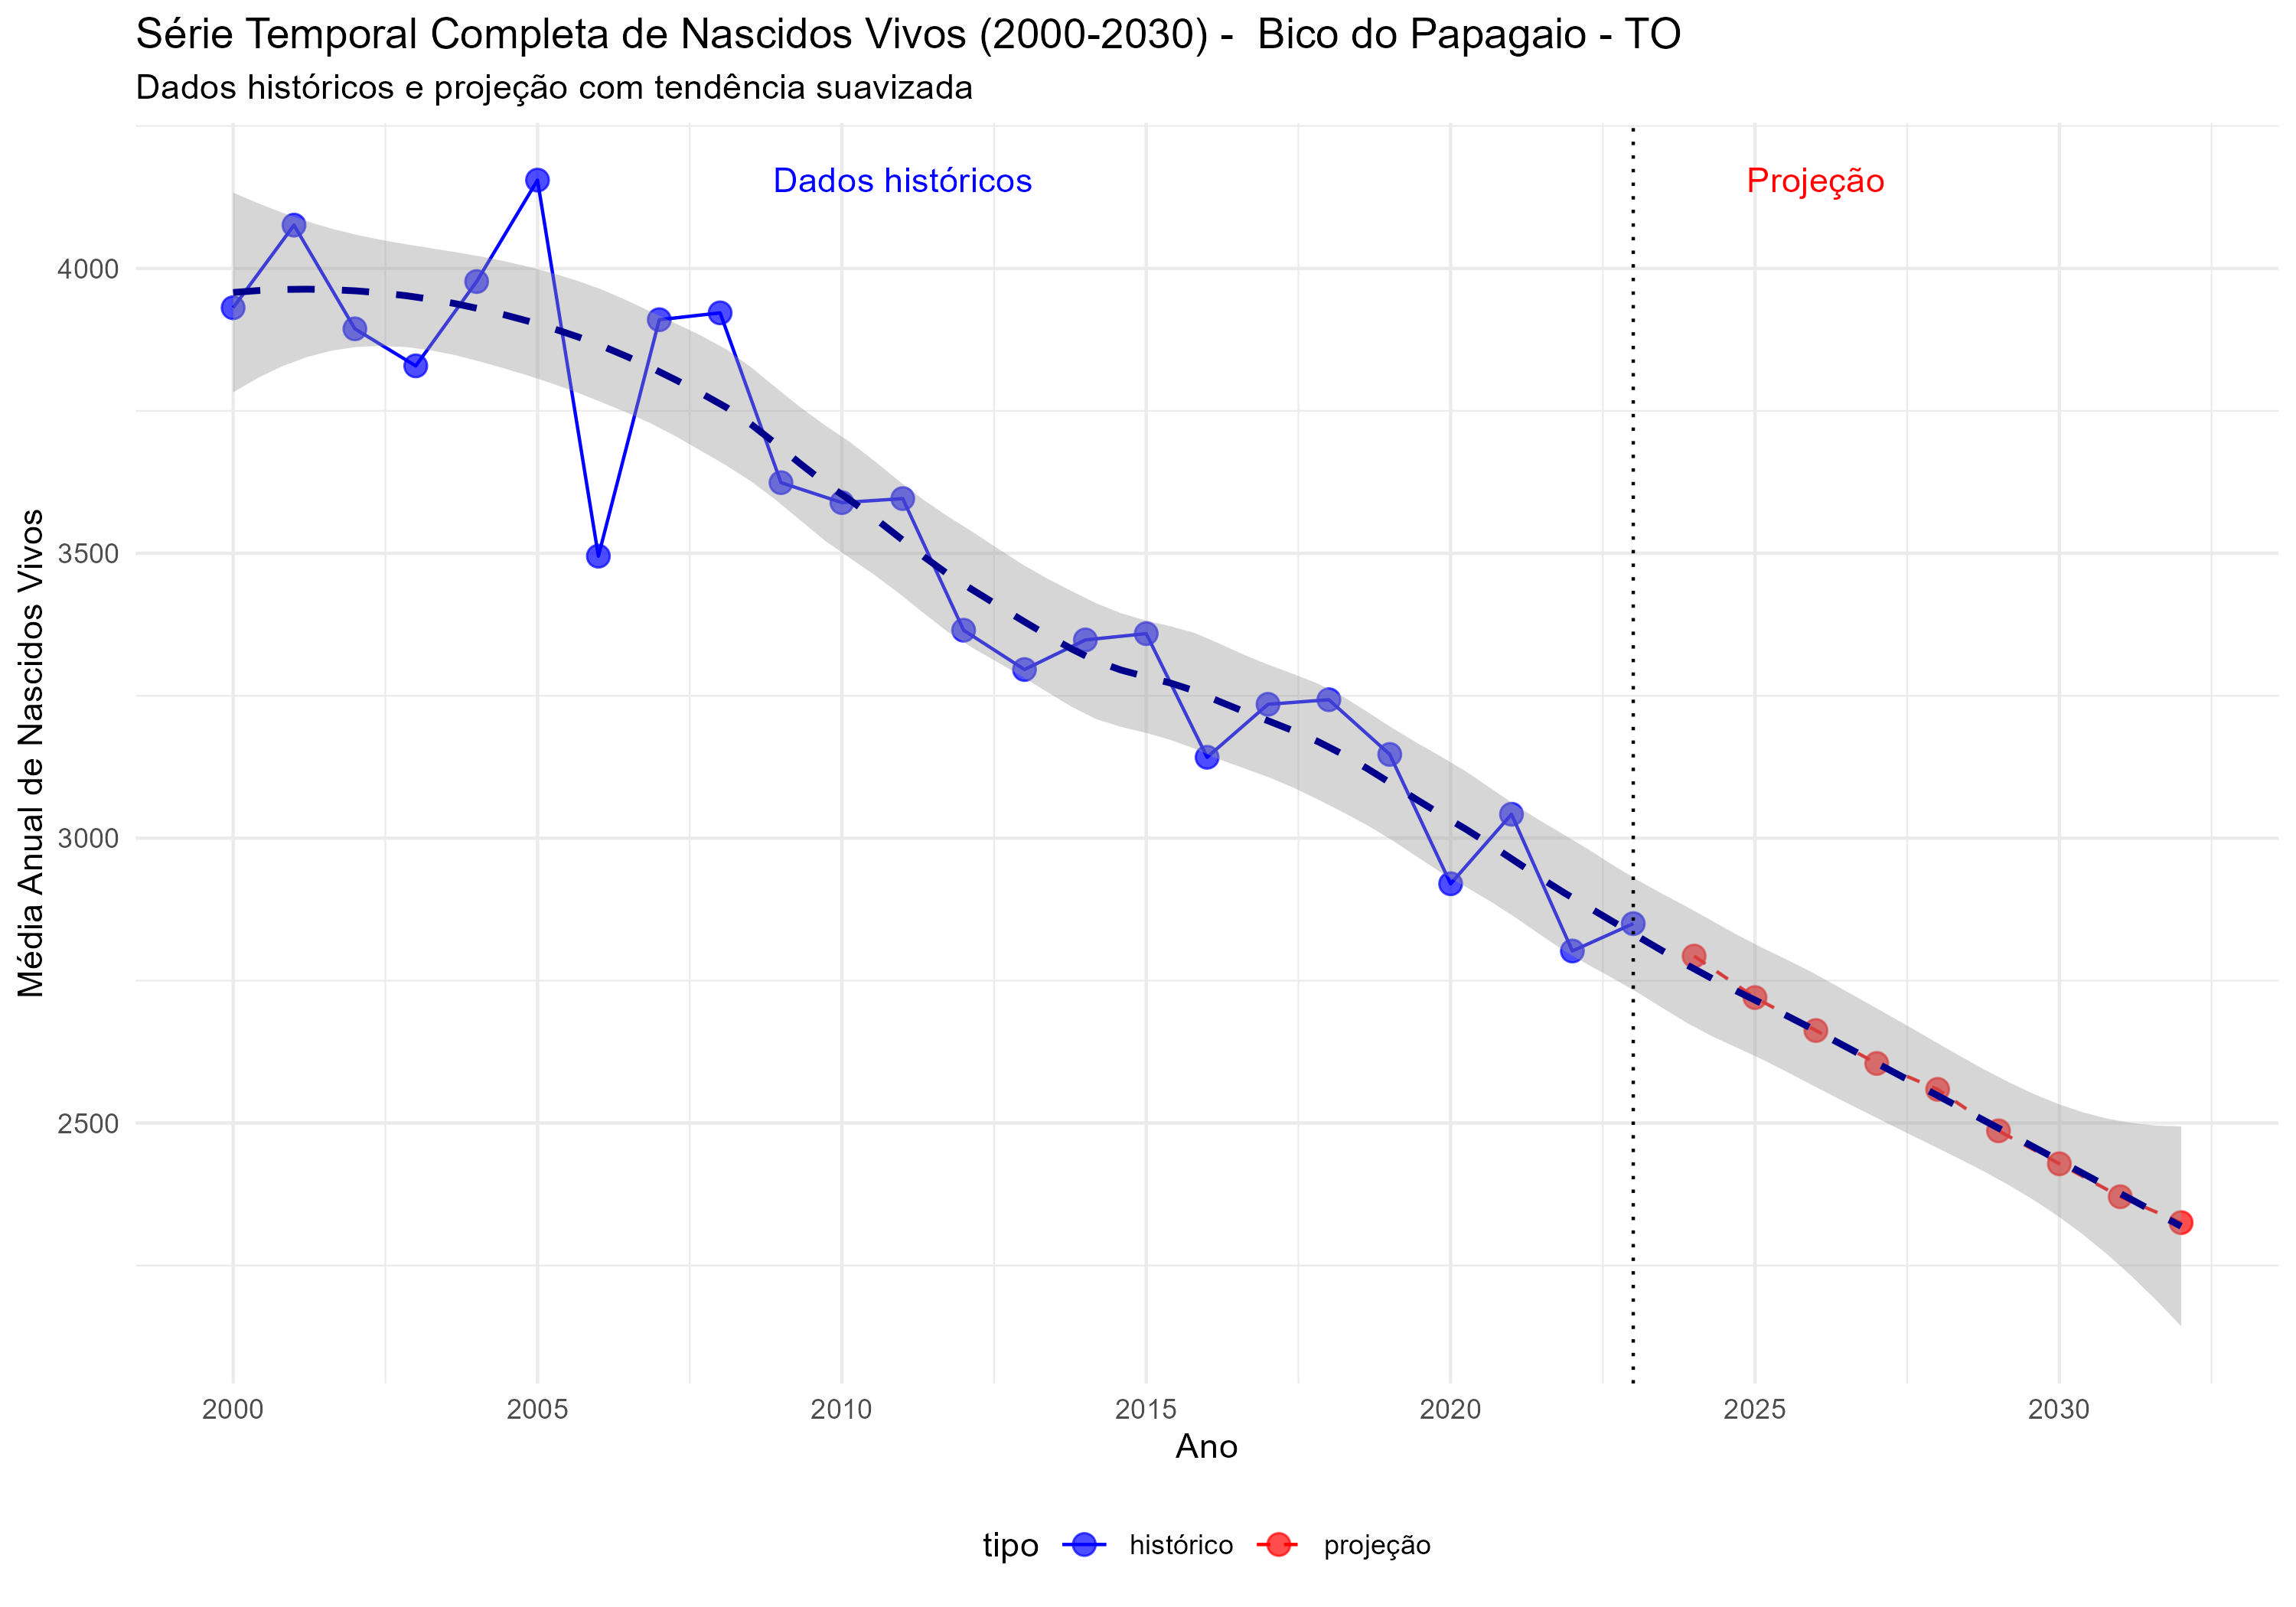 Série Temporal Completa de Nascidos Vivos (2000-2030) -  Bico do Papagaio - TO
Dados históricos e projeção com tendência suavizada
Dados históricos
Projeção
Média Anual de Nascidos Vivos
4000
3500
3000
2500
2000
2005
2010
2015
2020
2025
2030
Ano
tipo
histórico
projeção